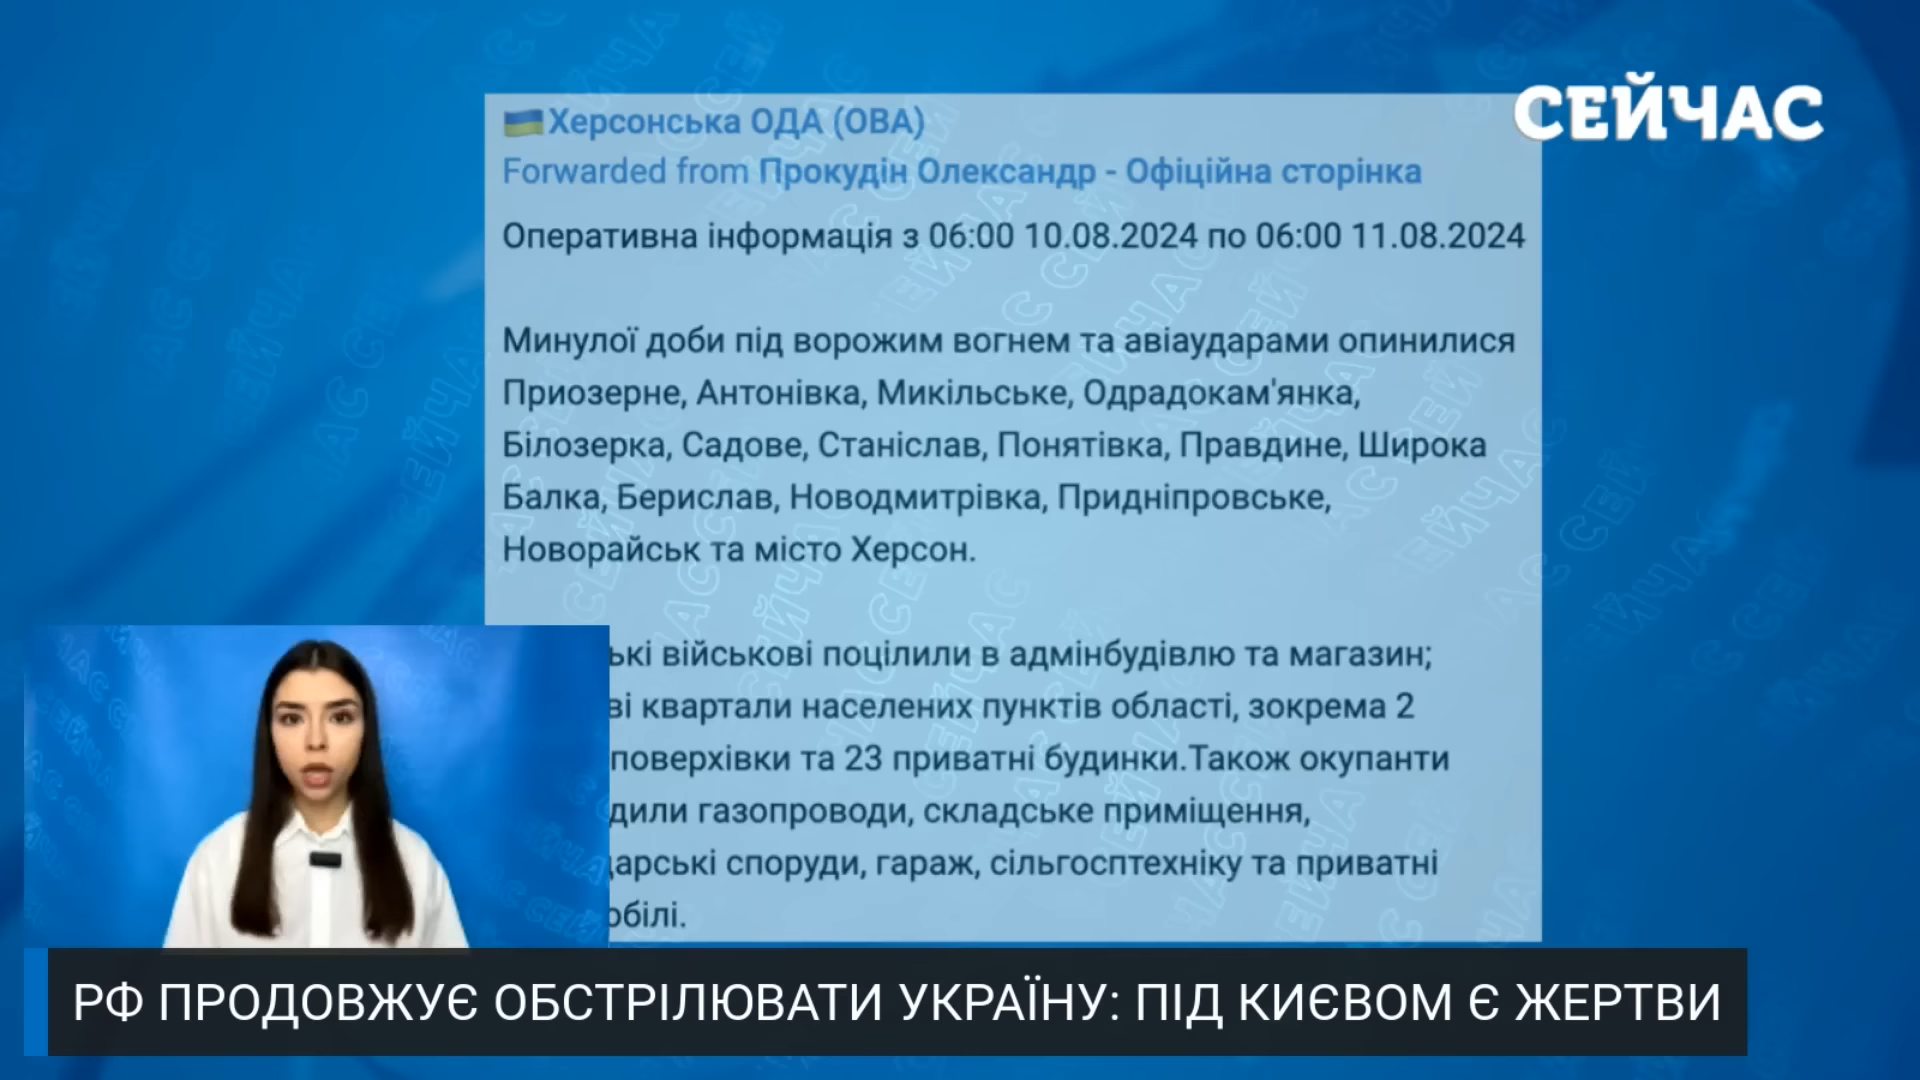 СЕЙЧАС
Херсонська ОДА (ОВА)
Forwarded from Прокудін Олександр - Офіційна сторінка
Оперативна інформація з 06:00 10.08.2024 по 06:00 11.08.2024
Минулої доби під ворожим вогнем та авіаударами опинилися
Приозерне, Антонівка, Микільське, Одрадокам'янка,
Білозерка, Садове, Станіслав, Понятівка, Правдине, Широка
Балка, Берислав, Новодмитрівка, Придніпровське,
Новорайськ та місто Херсон.
військові поцілили в адмінбудівлю та магазин;
квартали населених пунктів області, зокрема 2
поверхівки та 23 приватні будинки.Також окупанти
газопроводи, складське приміщення,
споруди, гараж, сільгосптехніку та приватні
РФ ПРОДОВЖУЄ ОБСТРІЛЮВАТИ УКРАЇНУ: ПІД КИЄВОМ Є ЖЕРТВИ